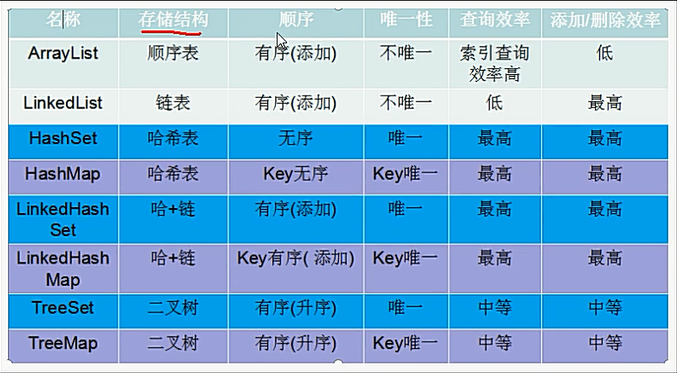 名称 存储结构 顺序 唯一性 查询效率 添加/删除效率
ArrayList 顺序表 有序(添加) 不唯一 索引查询 低
效率高
LinkedList 链表 有序(添加) 不唯一 低 最高
HashSet 哈希表 无序 唯一 最高 最高
HashMap 哈希表 Key无序 Key唯一 最高 最高
LinkedHash 哈+链 有序(添加) 唯一 最高 最高
Set
LinkedHash 哈+链 Key有序( 添加) Key唯一 最高 最高
Map
TreeSet 二叉树 有序(升序) 唯一 中等 中等
TreeMap 二叉树 有序(升序) Key唯一 中等 中等